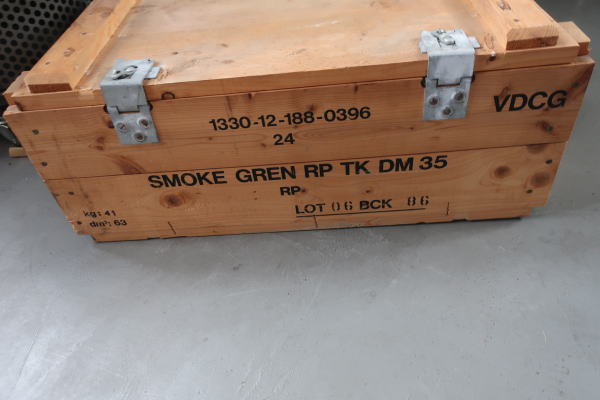 1330-12-188-0396
24
VDCG
SMOKE GREN RP TK DM 35
RP
LOT 06 BCK 86
kg: 41
dm³: 63